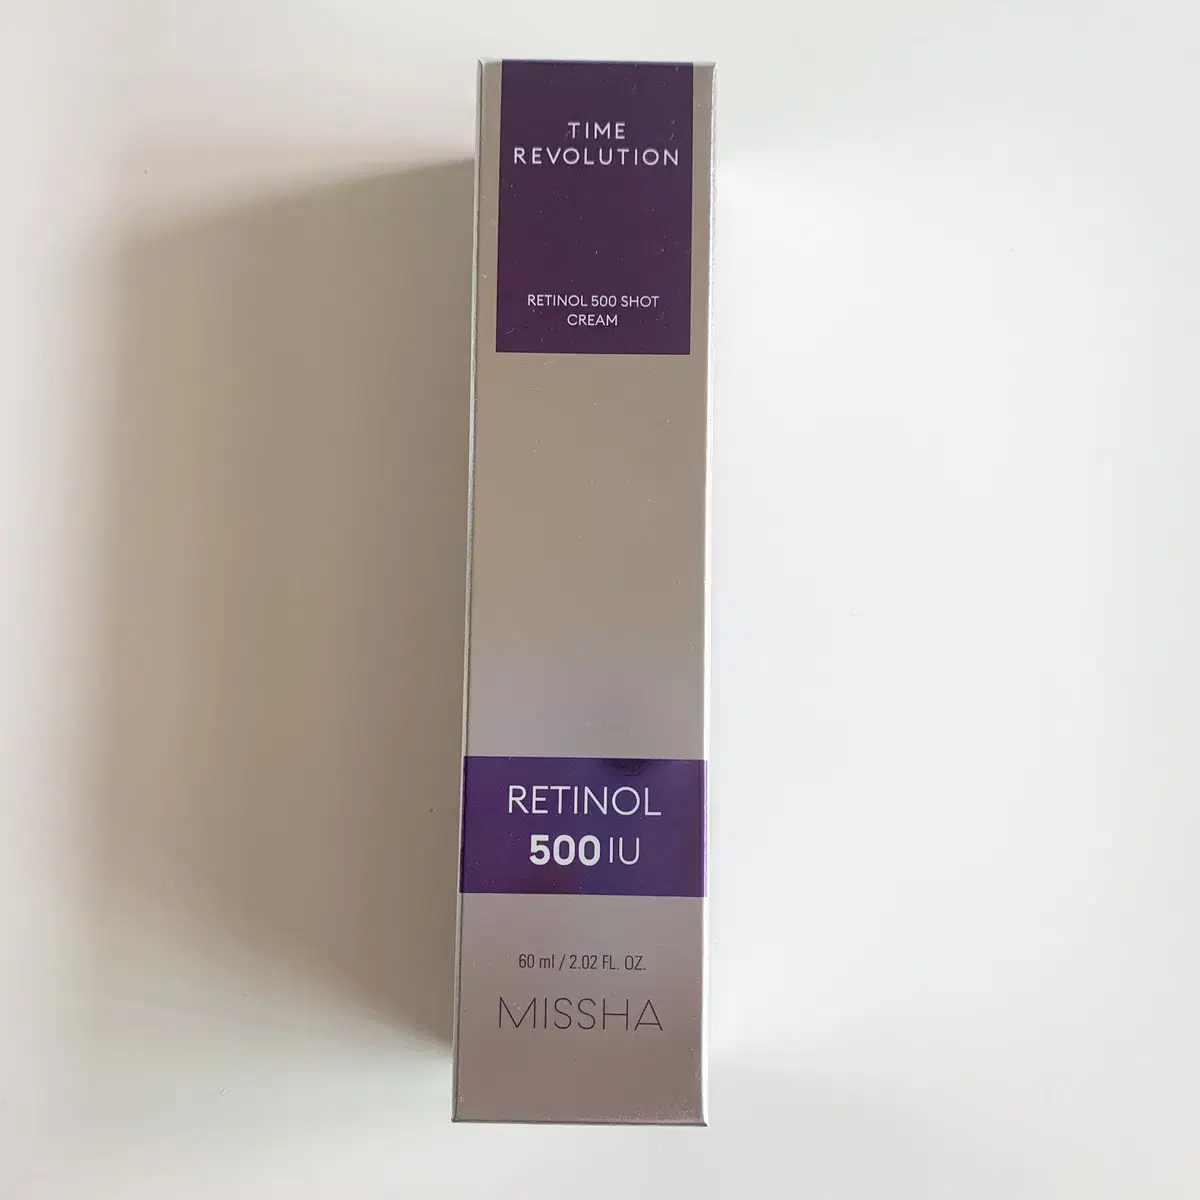 TIME
REVOLUTION
RETINOL 500 SHOT
CREAM
RETINOL
500 IU
60 ml / 2.02 FL. OZ.
MISSHA